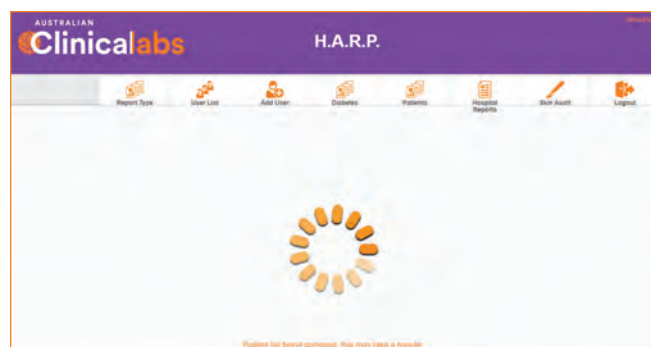 AUSTRALIAN
Clinicalabs
H.A.R.P.
Report Type
User List
Add User
Diabetes
Patients
Hospital
Reports
Skin Audit
Logout
Patient list being compiled, this may take a minute.